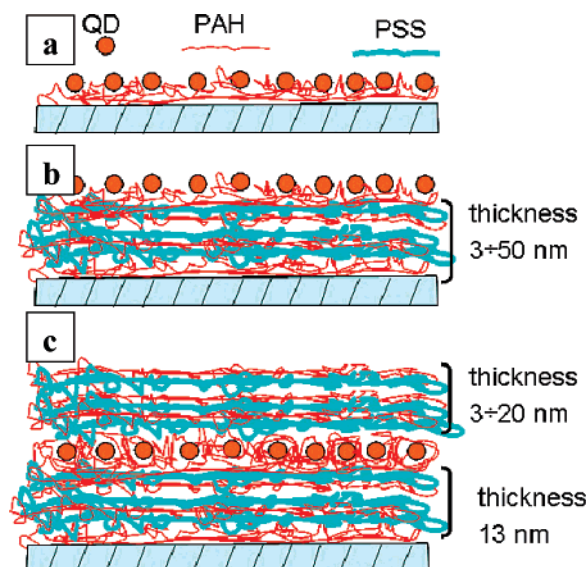 a
QD
PAH
PSS
b
thickness
3÷50 nm
c
thickness
3÷20 nm
thickness
13 nm